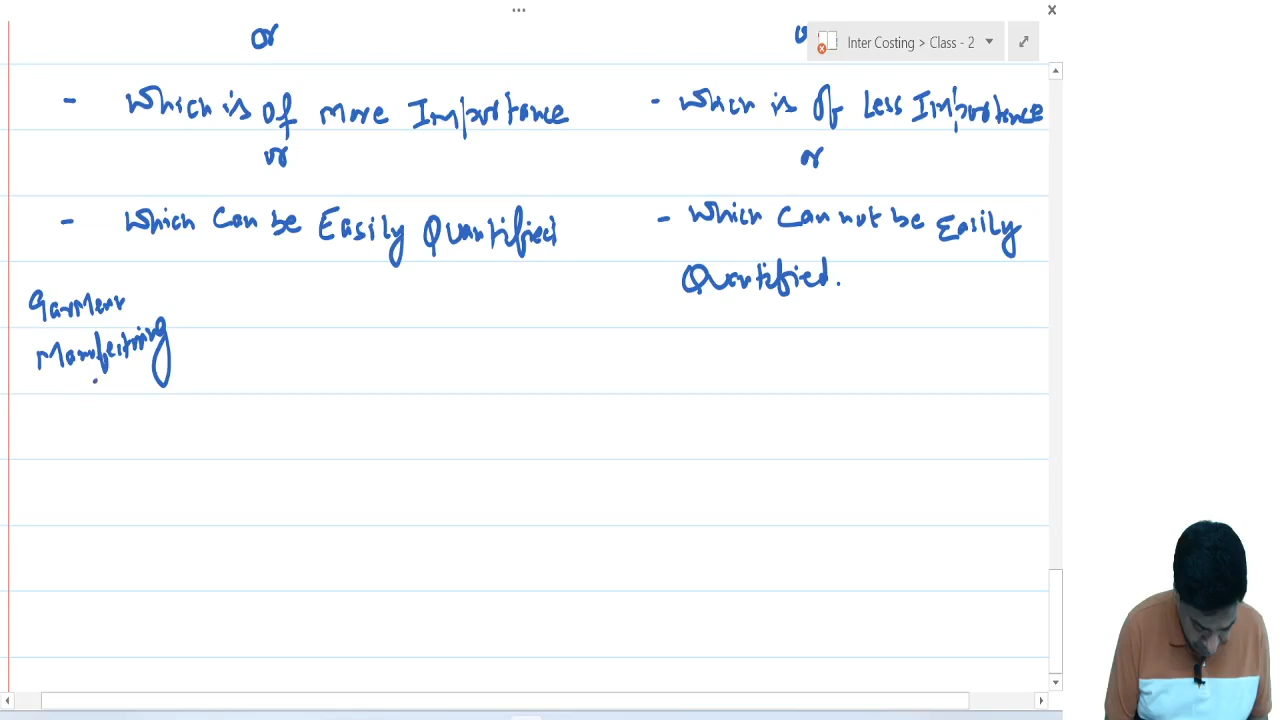 ...
or
Inter Costing > Class - 2
- Which is of More Importance
- Which is of Less Importance
or
or
- Which Can be Easily Quantified
- Which Can not be Easily
Quantified.
Garment